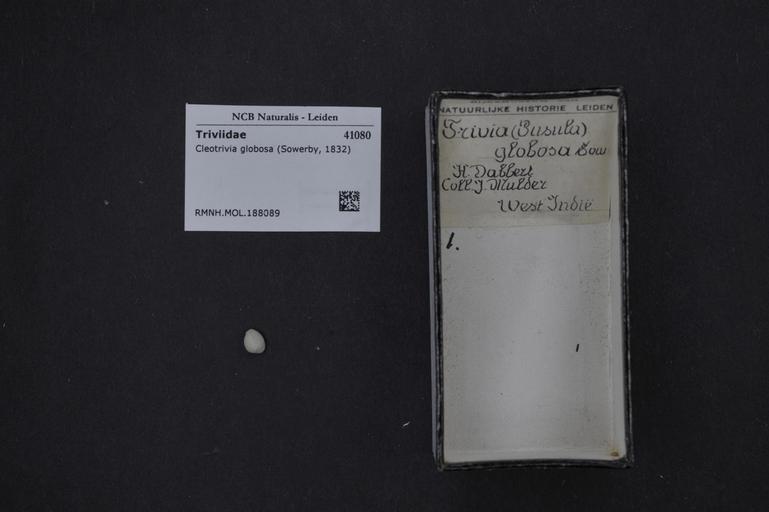 NCB Naturalis - Leiden
Triviidae 41080
Cleotrivia globosa (Sowerby, 1832)
RMNH.MOL.188089
NATUURLIJKE HISTORIE LEIDEN
Trivia (Pusula)
globosa Sow
H. Dabbert
Coll. J. Mulder
West Indië
1.